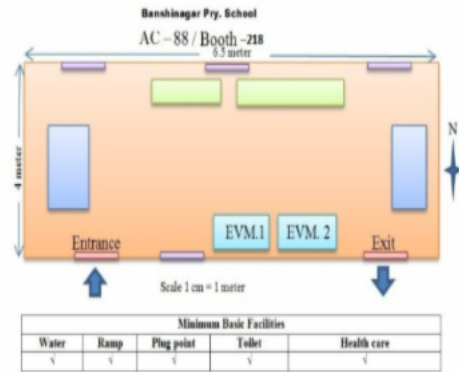 Banshinagar Pry. School
AC – 88 / Booth –218
6.5 meter
4 meter
N
EVM.1 EVM. 2
Entrance Exit
Scale 1 cm = 1 meter
Minimum Basic Facilities
Water Ramp Plug point Toilet Health care
√ √ √ √ √